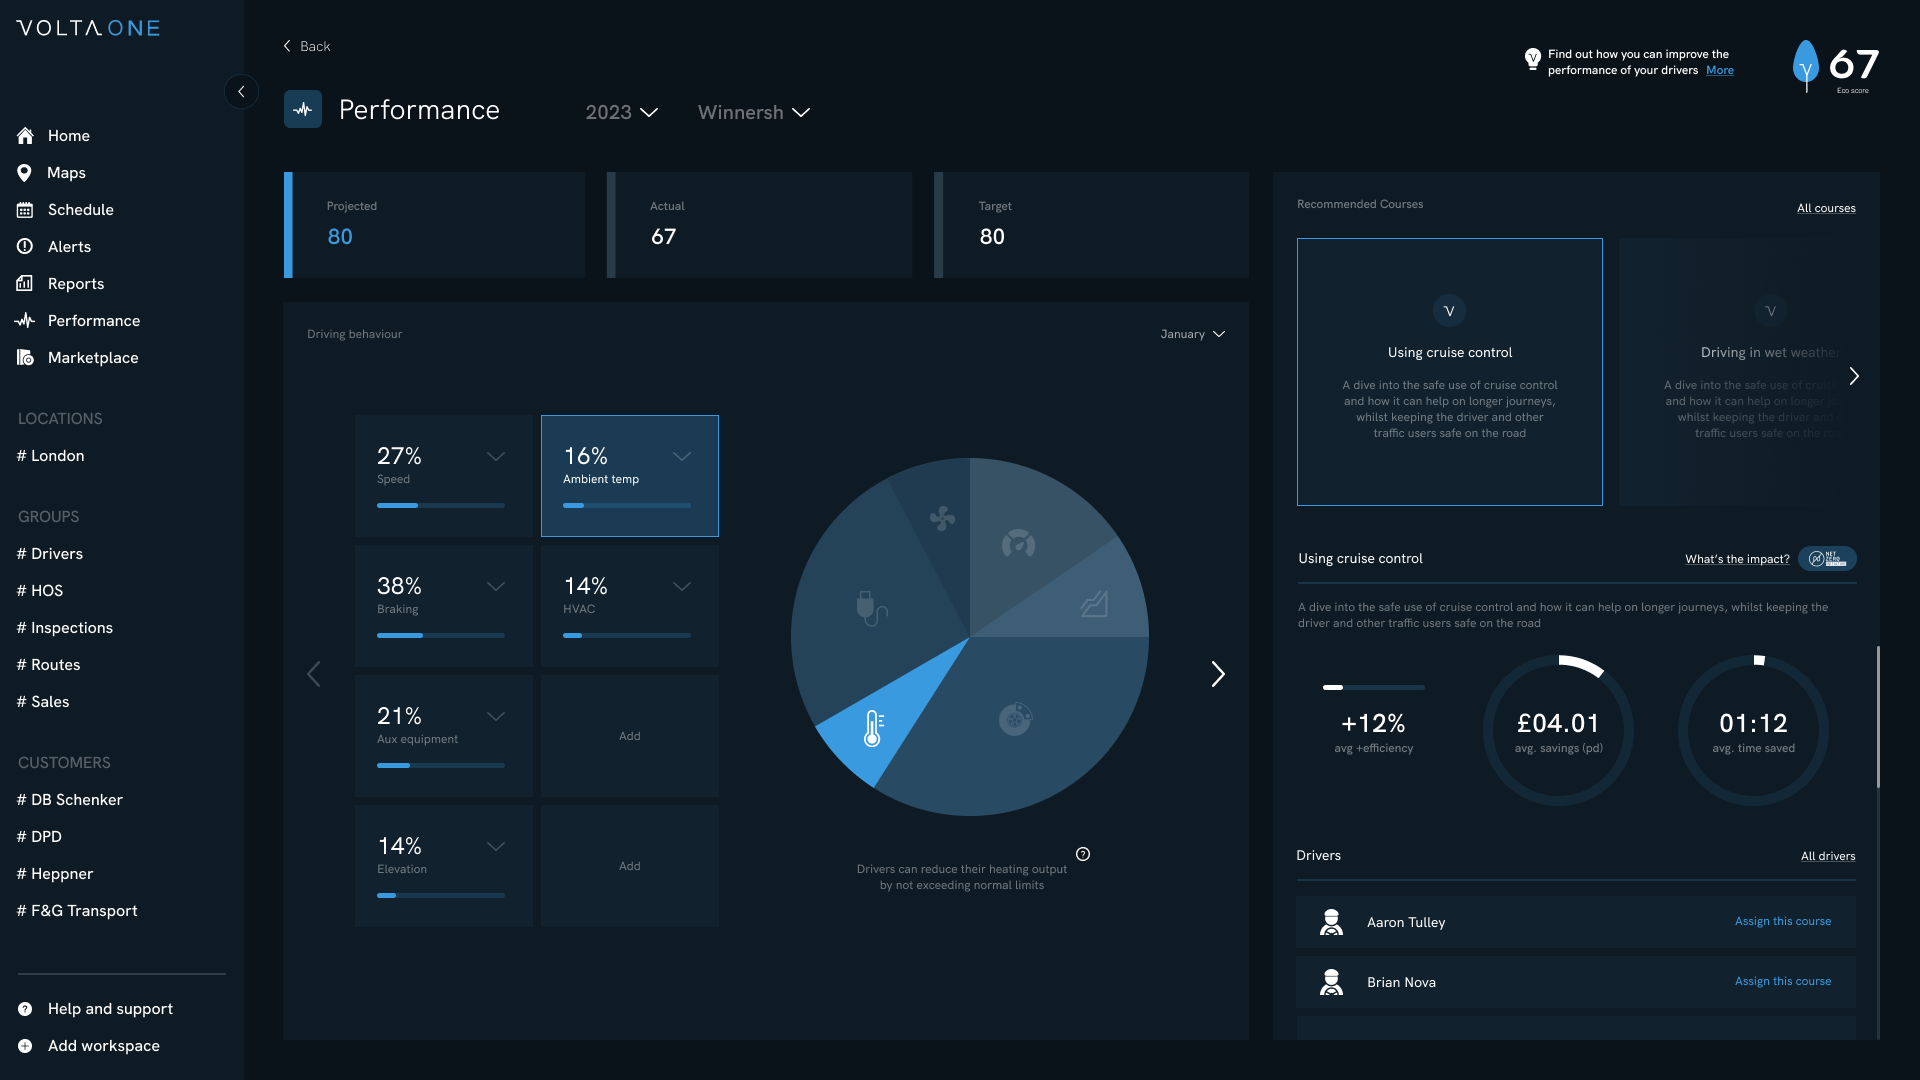 VOLTA ONE
Home
Maps
Schedule
Alerts
Reports
Performance
Marketplace
LOCATIONS
# London
GROUPS
# Drivers
# HOS
# Inspections
# Routes
# Sales
CUSTOMERS
# DB Schenker
# DPD
# Heppner
# F&G Transport
Help and support
Add workspace
Back
Performance
2023
Winnersh
Find out how you can improve the
performance of your drivers More
67
Eco score
Projected
80
Actual
67
Target
80
Driving behaviour
January
27%
Speed
16%
Ambient temp
38%
Braking
14%
HVAC
21%
Aux equipment
Add
14%
Elevation
Add
Drivers can reduce their heating output
by not exceeding normal limits
Recommended Courses
All courses
Using cruise control
A dive into the safe use of cruise control
and how it can help on longer journeys,
whilst keeping the driver and other
traffic users safe on the road
Driving in wet weather
A dive into the safe use of cruise
and how it can help on longer
whilst keeping the driver and
traffic users safe on the
Using cruise control
What's the impact?
NET
ZERO
A dive into the safe use of cruise control and how it can help on longer journeys, whilst keeping the
driver and other traffic users safe on the road
+12%
avg +efficiency
£04.01
avg. savings (pd)
01:12
avg. time saved
Drivers
All drivers
Aaron Tulley
Assign this course
Brian Nova
Assign this course